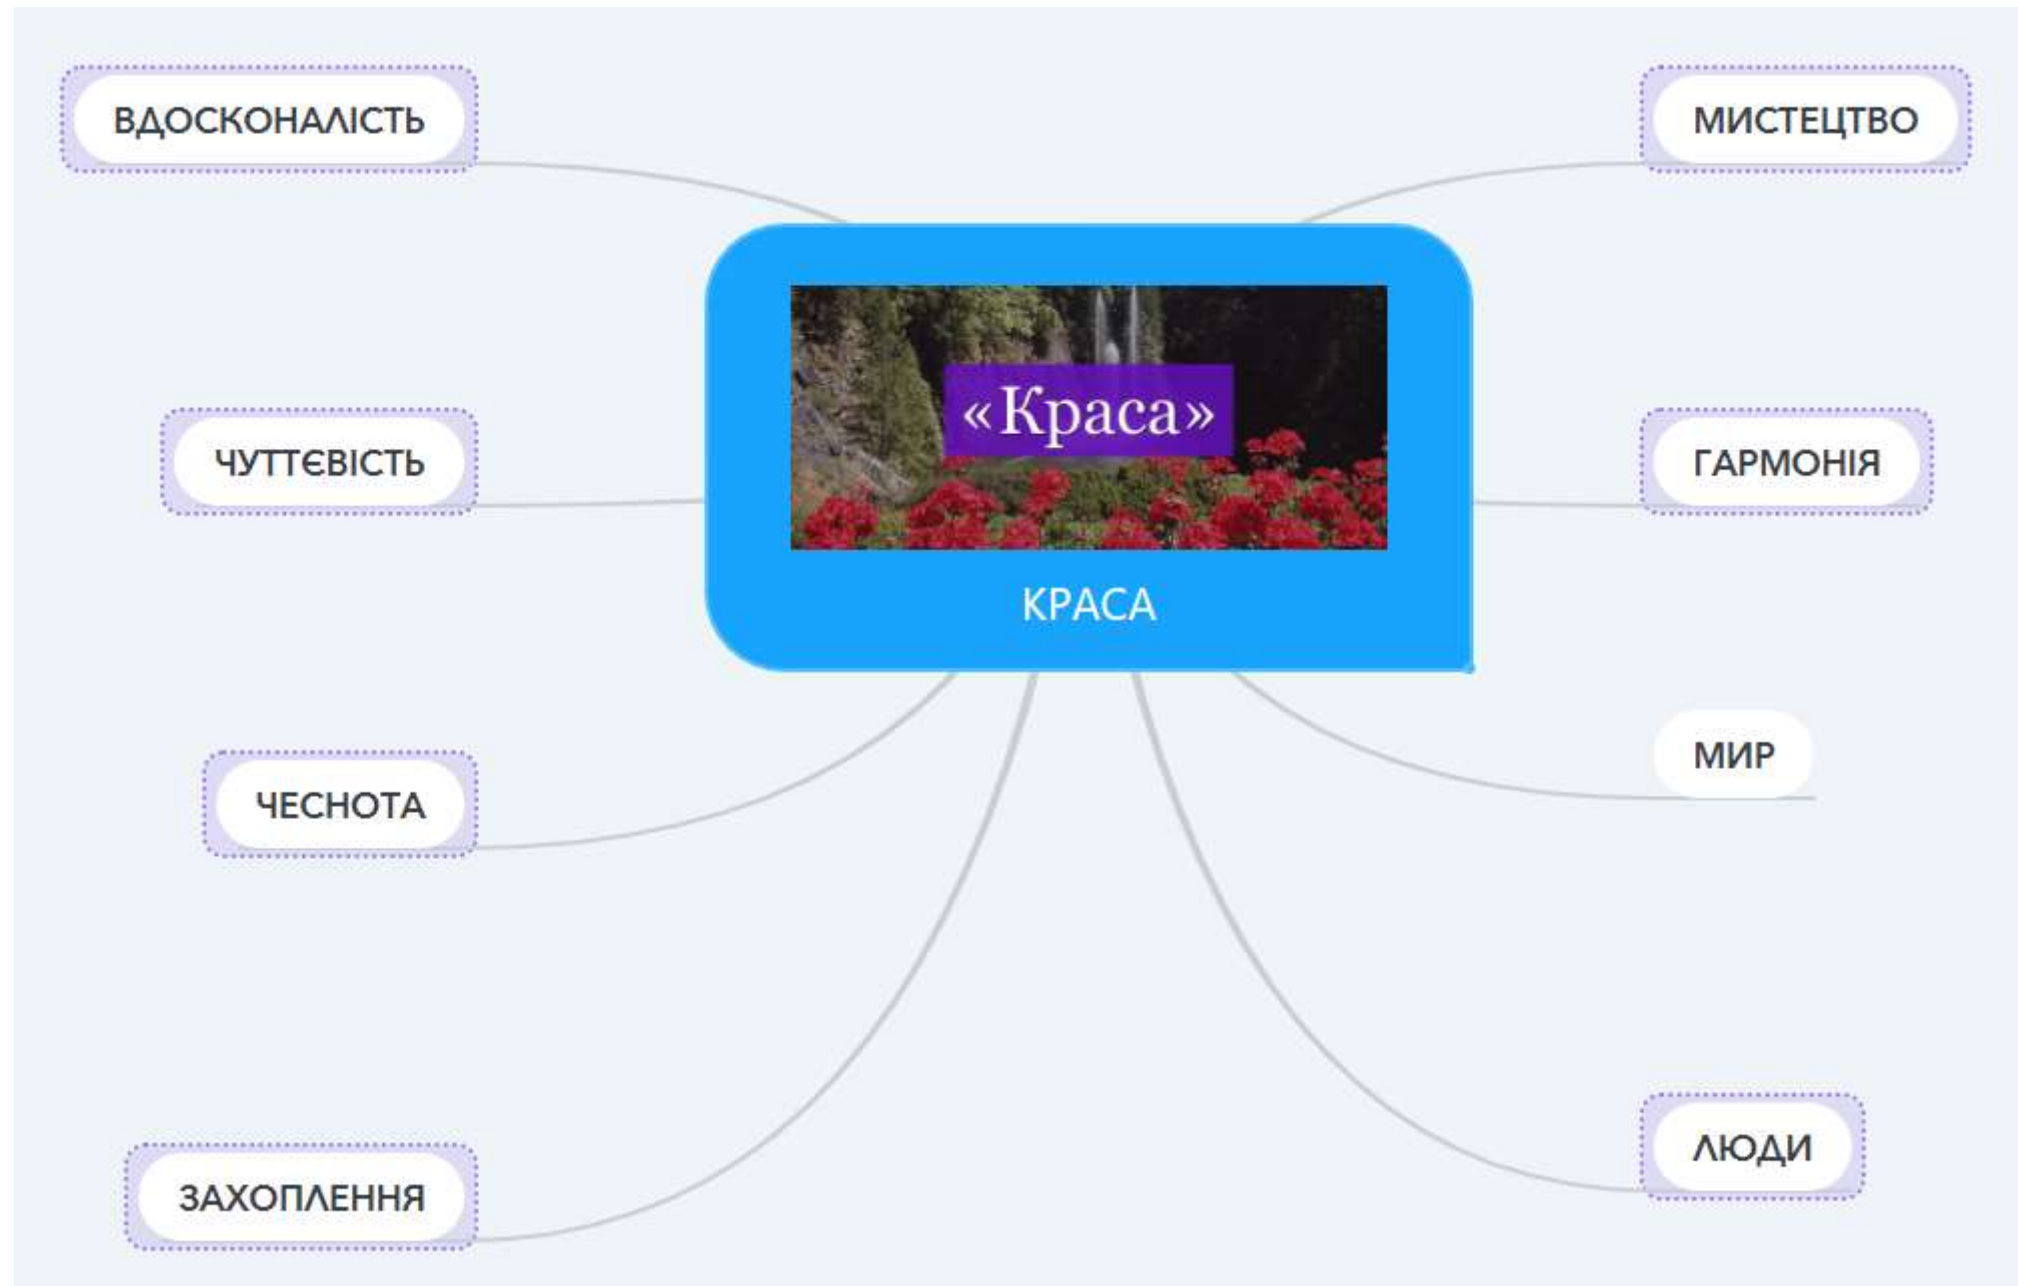 ВДОСКОНАЛІСТЬ
МИСТЕЦТВО
«Краса»
ЧУТТЄВІСТЬ
ГАРМОНІЯ
КРАСА
МИР
ЧЕСНОТА
ЛЮДИ
ЗАХОПЛЕННЯ